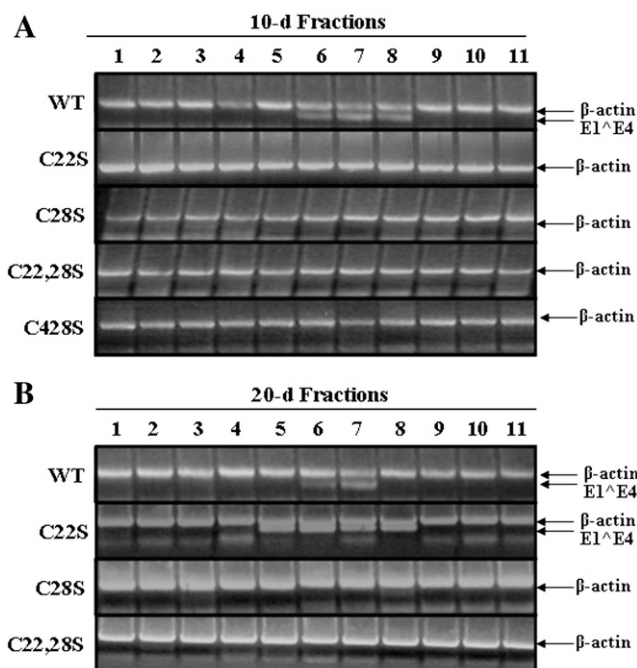 A
10-d Fractions
1 2 3 4 5 6 7 8 9 10 11
WT
β-actin
E1^E4
C22S
β-actin
C28S
β-actin
C22,28S
β-actin
C428S
β-actin
B
20-d Fractions
1 2 3 4 5 6 7 8 9 10 11
WT
β-actin
E1^E4
C22S
β-actin
E1^E4
C28S
β-actin
C22,28S
β-actin